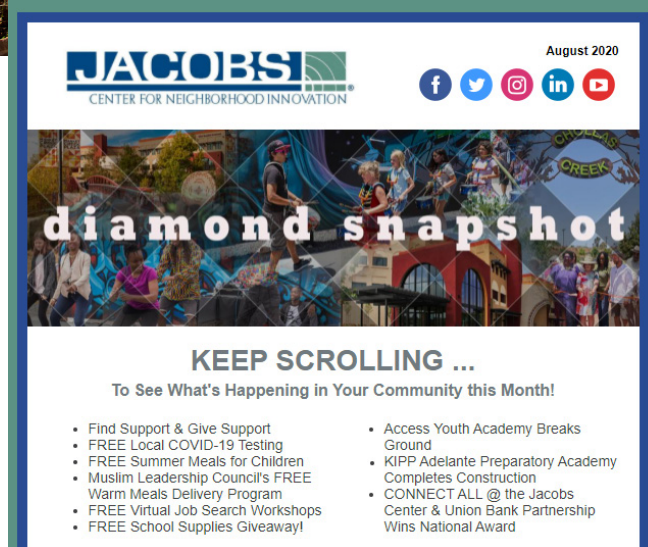 August 2020
JACOBS
CENTER FOR NEIGHBORHOOD INNOVATION
CHOLLAS
CREEK
diamond snapshot
KEEP SCROLLING ...
To See What's Happening in Your Community this Month!
• Find Support & Give Support
• FREE Local COVID-19 Testing
• FREE Summer Meals for Children
• Muslim Leadership Council's FREE
Warm Meals Delivery Program
• FREE Virtual Job Search Workshops
• FREE School Supplies Giveaway!
• Access Youth Academy Breaks
Ground
• KIPP Adelante Preparatory Academy
Completes Construction
• CONNECT ALL @ the Jacobs
Center & Union Bank Partnership
Wins National Award